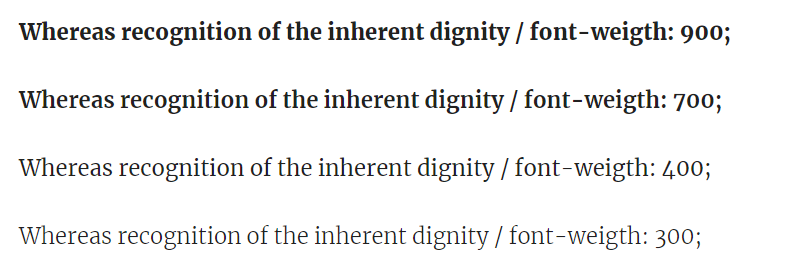 Whereas recognition of the inherent dignity / font-weigth: 900;
Whereas recognition of the inherent dignity / font-weigth: 700;
Whereas recognition of the inherent dignity / font-weigth: 400;
Whereas recognition of the inherent dignity / font-weigth: 300;